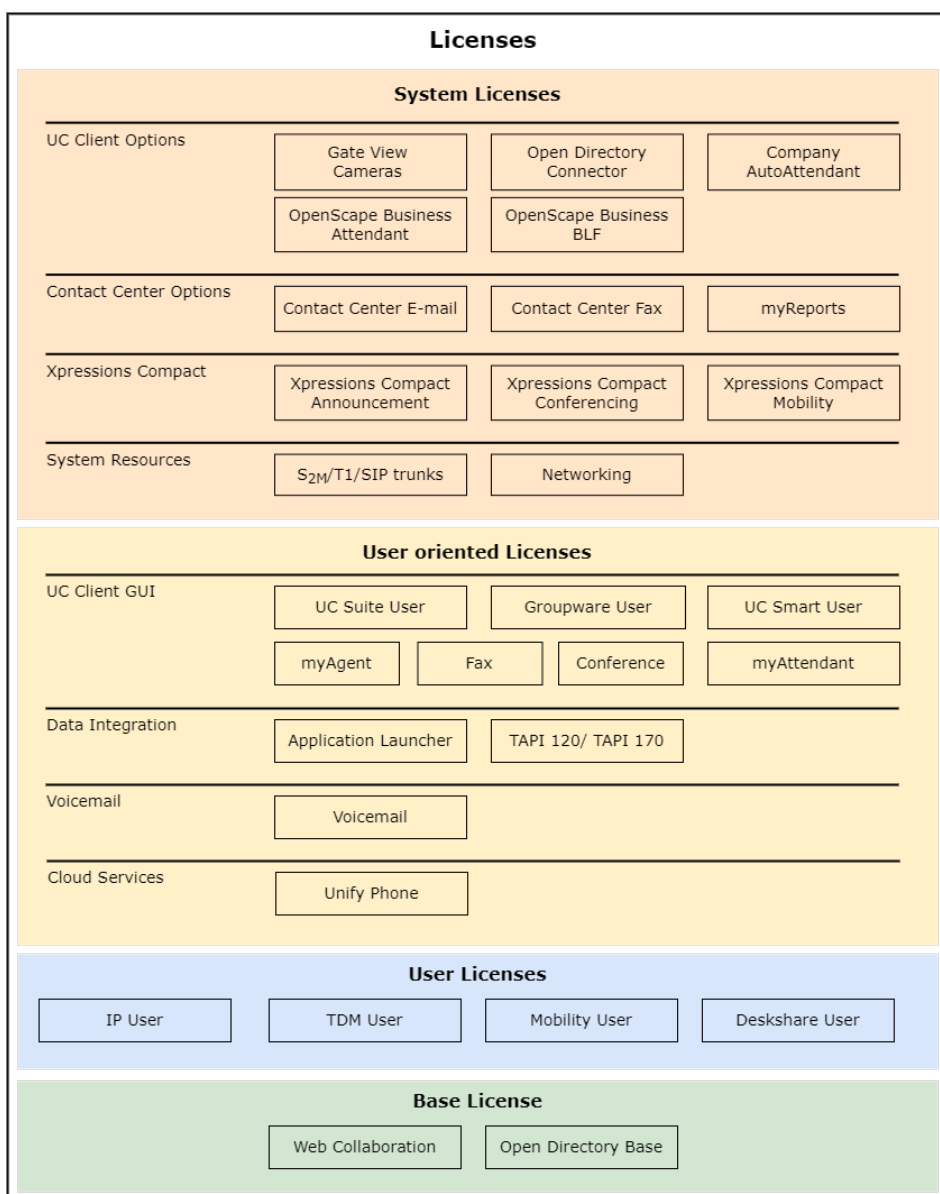 Licenses
System Licenses
UC Client Options
Gate View
Cameras
Open Directory
Connector
Company
AutoAttendant
OpenScape Business
Attendant
OpenScape Business
BLF
Contact Center Options
Contact Center E-mail
Contact Center Fax
myReports
Xpressions Compact
Xpressions Compact
Announcement
Xpressions Compact
Conferencing
Xpressions Compact
Mobility
System Resources
S2M/T1/SIP trunks
Networking
User oriented Licenses
UC Client GUI
UC Suite User
Groupware User
UC Smart User
myAgent
Fax
Conference
myAttendant
Data Integration
Application Launcher
TAPI 120/ TAPI 170
Voicemail
Voicemail
Cloud Services
Unify Phone
User Licenses
IP User
TDM User
Mobility User
Deskshare User
Base License
Web Collaboration
Open Directory Base